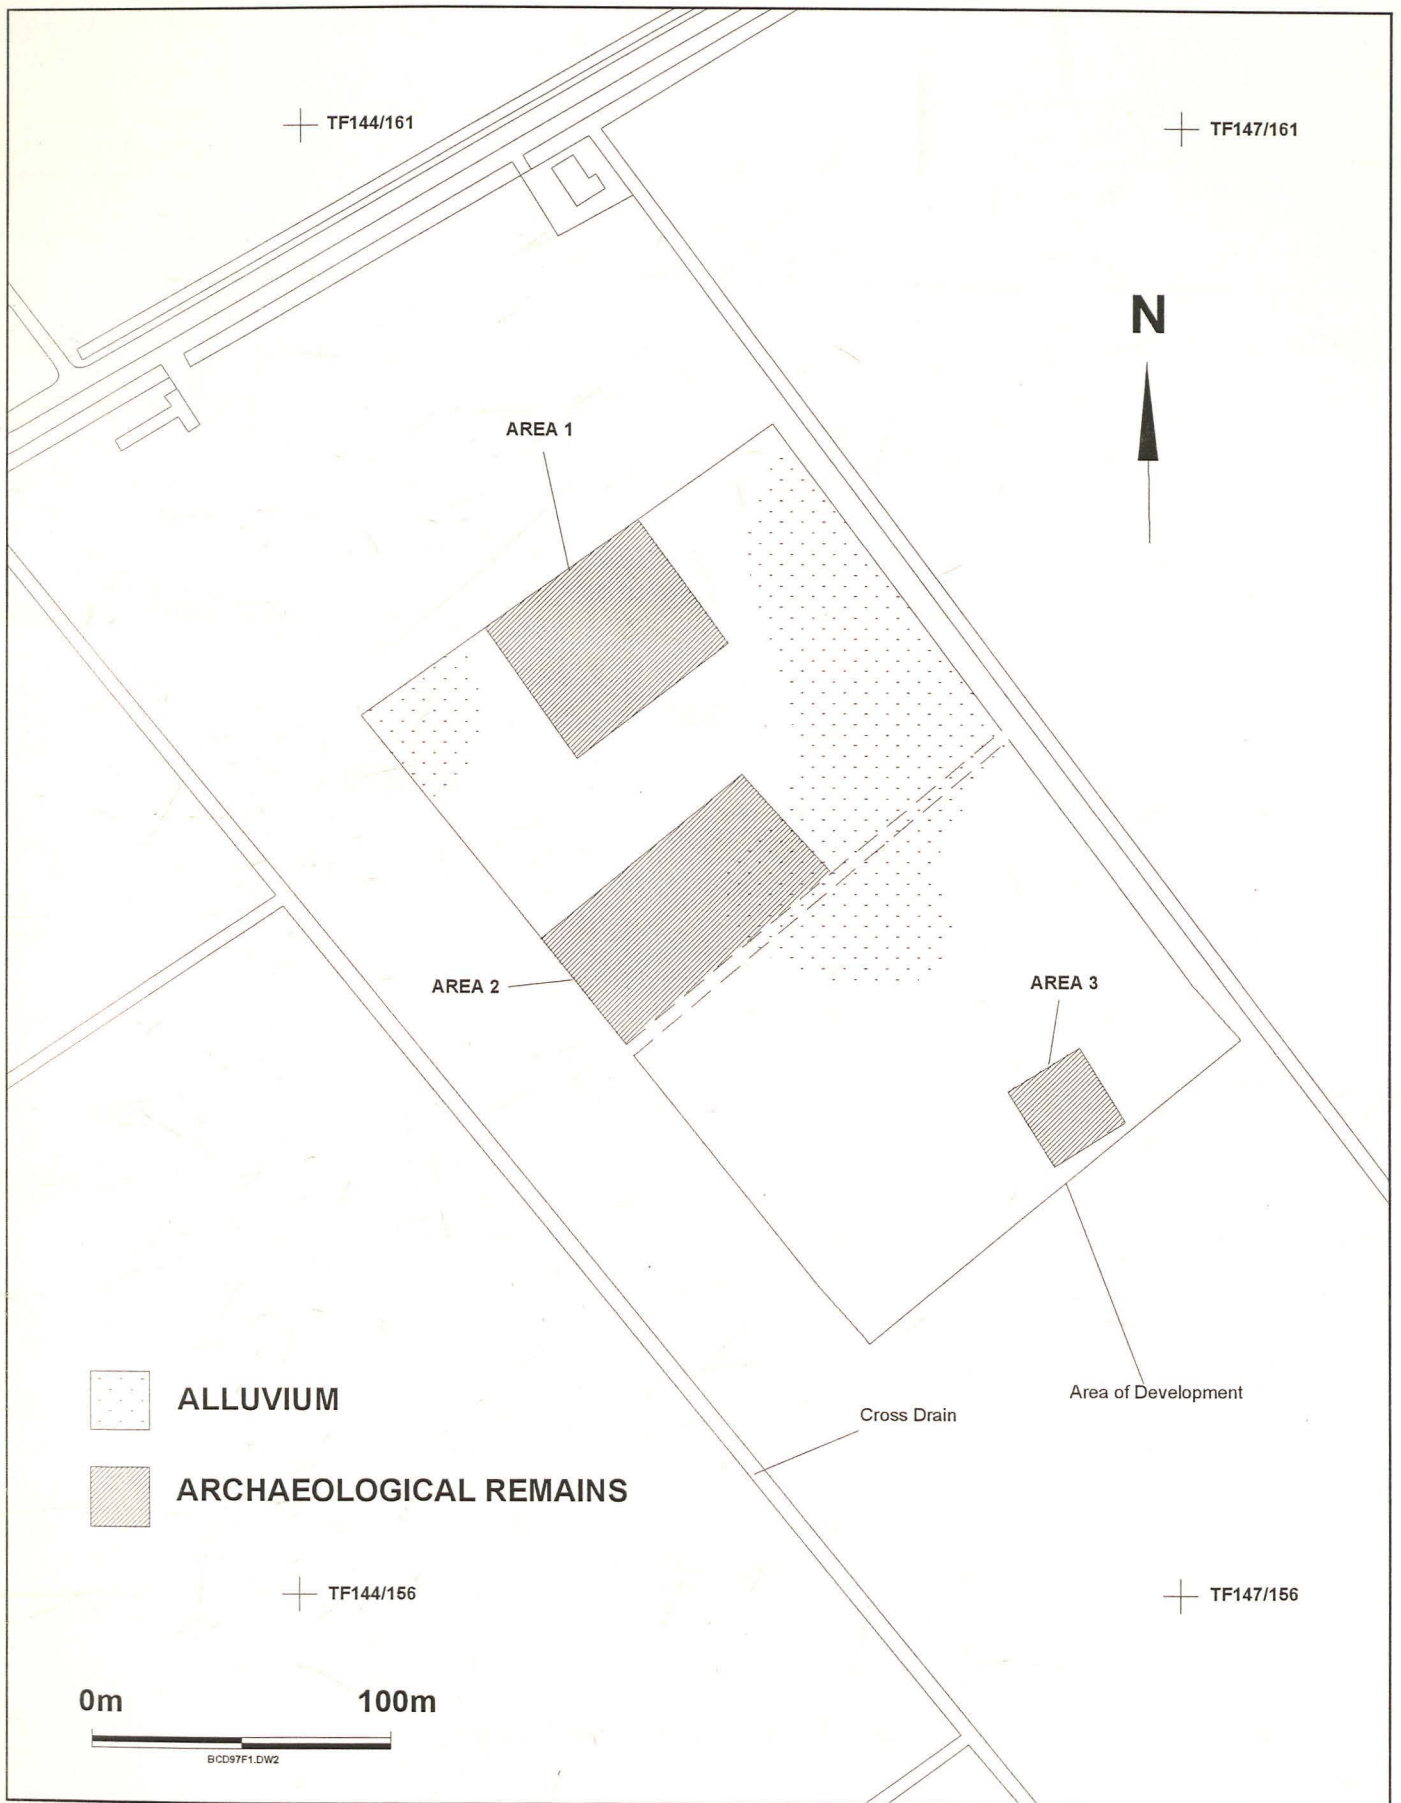 TF144/161
TF147/161
N
AREA 1
AREA 2
AREA 3
Area of Development
Cross Drain
ALLUVIUM
ARCHAEOLOGICAL REMAINS
TF144/156
TF147/156
0m 100m
BCD97F1.DW2